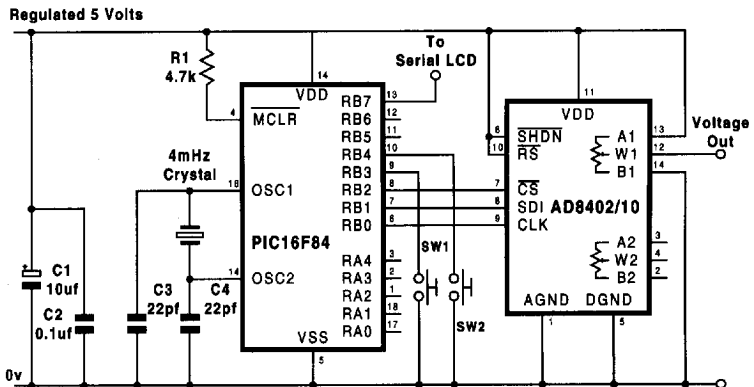 Regulated 5 Volts
R1
4.7k
To
Serial LCD
14
VDD
4
MCLR
RB7
13
RB6
12
RB5
11
RB4
10
RB3
9
RB2
8
RB1
7
RB0
6
4mHz
Crystal
16
OSC1
PIC16F84
14
OSC2
RA4
3
RA3
2
RA2
1
RA1
18
RA0
17
VSS
5
C1
10uf
C2
0.1uf
C3
22pf
C4
22pf
SW1
SW2
11
VDD
6
SHDN
10
RS
7
CS
8
SDI
9
CLK
AD8402/10
A1
13
W1
12
B1
14
A2
3
W2
4
B2
2
AGND
DGND
1
5
Voltage
Out
0v